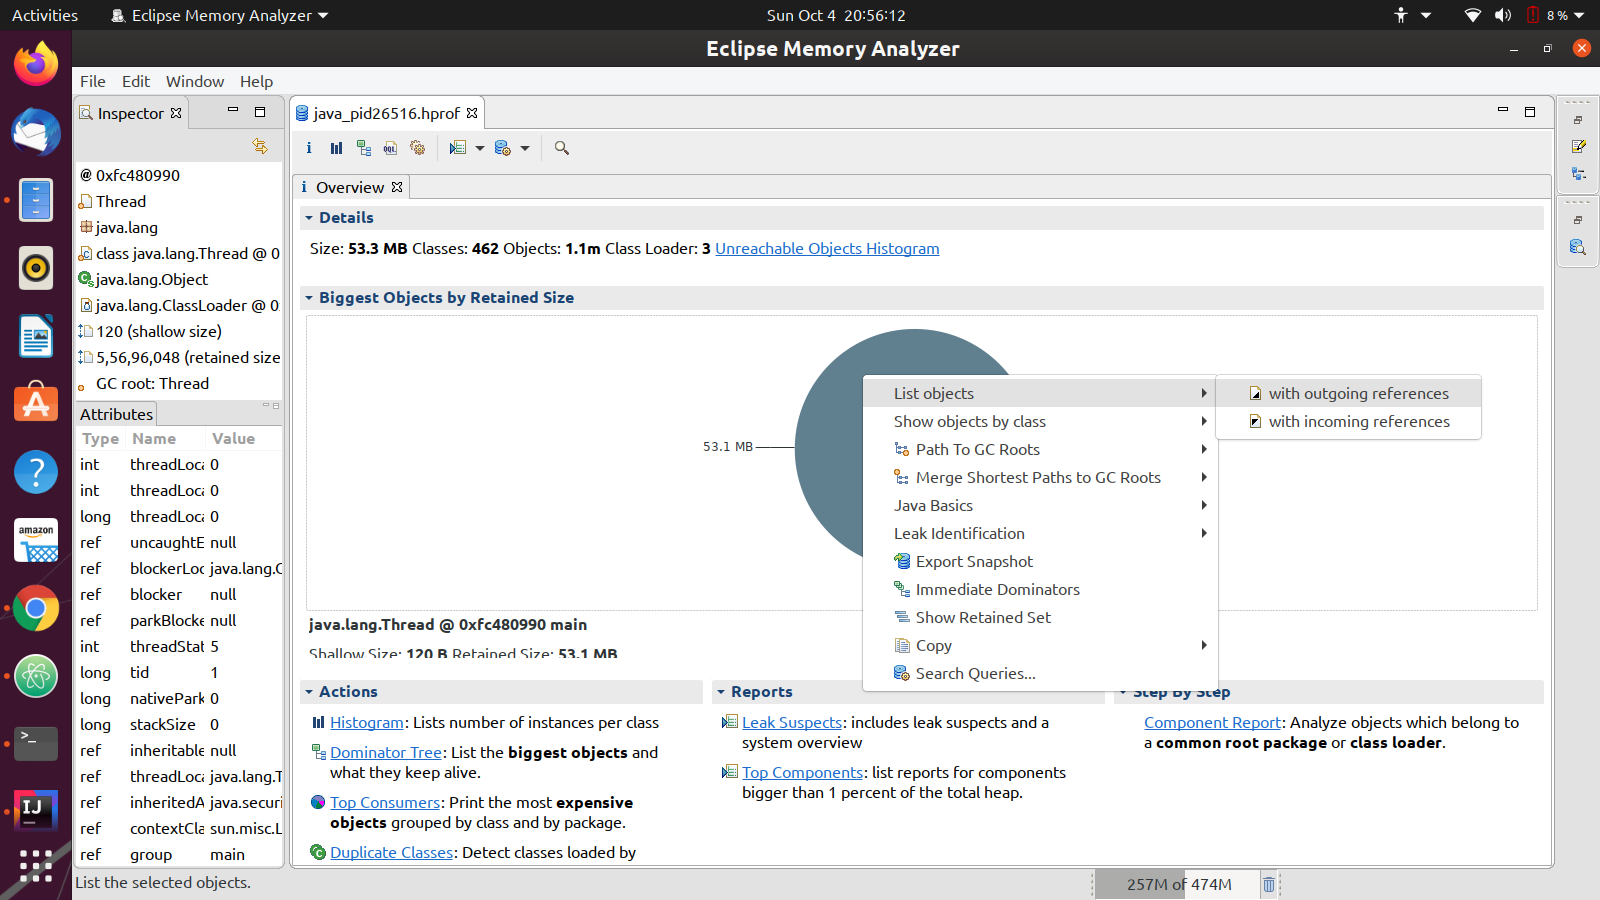 Activities
Eclipse Memory Analyzer
Sun Oct 4 20:56:12
8 %
Eclipse Memory Analyzer
File Edit Window Help
Inspector
@ 0xfc480990
Thread
java.lang
class java.lang.Thread @ 0
java.lang.Object
java.lang.ClassLoader @ 0
120 (shallow size)
5,56,96,048 (retained size
GC root: Thread
Attributes
Type Name Value
int threadLoca 0
int threadLoca 0
long threadLoca 0
ref uncaughtE null
ref blockerLoc java.lang.O
ref blocker null
ref parkBlocke null
int threadStat 5
long tid 1
long nativePark 0
long stackSize 0
ref inheritable null
ref threadLoca java.lang.T
ref inheritedA java.securi
ref contextCla sun.misc.L
ref group main
java_pid26516.hprof
i
OQL
i Overview
Details
Size: 53.3 MB Classes: 462 Objects: 1.1m Class Loader: 3 Unreachable Objects Histogram
Biggest Objects by Retained Size
53.1 MB
List objects
Show objects by class
Path To GC Roots
Merge Shortest Paths to GC Roots
Java Basics
Leak Identification
Export Snapshot
Immediate Dominators
Show Retained Set
Copy
Search Queries...
with outgoing references
with incoming references
java.lang.Thread @ 0xfc480990 main
Shallow Size: 120 B Retained Size: 53.1 MB
Actions
Histogram: Lists number of instances per class
Dominator Tree: List the biggest objects and
what they keep alive.
Top Consumers: Print the most expensive
objects grouped by class and by package.
Duplicate Classes: Detect classes loaded by
Reports
Leak Suspects: includes leak suspects and a
system overview
Top Components: list reports for components
bigger than 1 percent of the total heap.
Step By Step
Component Report: Analyze objects which belong to
a common root package or class loader.
amazon
IJ
List the selected objects.
257M of 474M